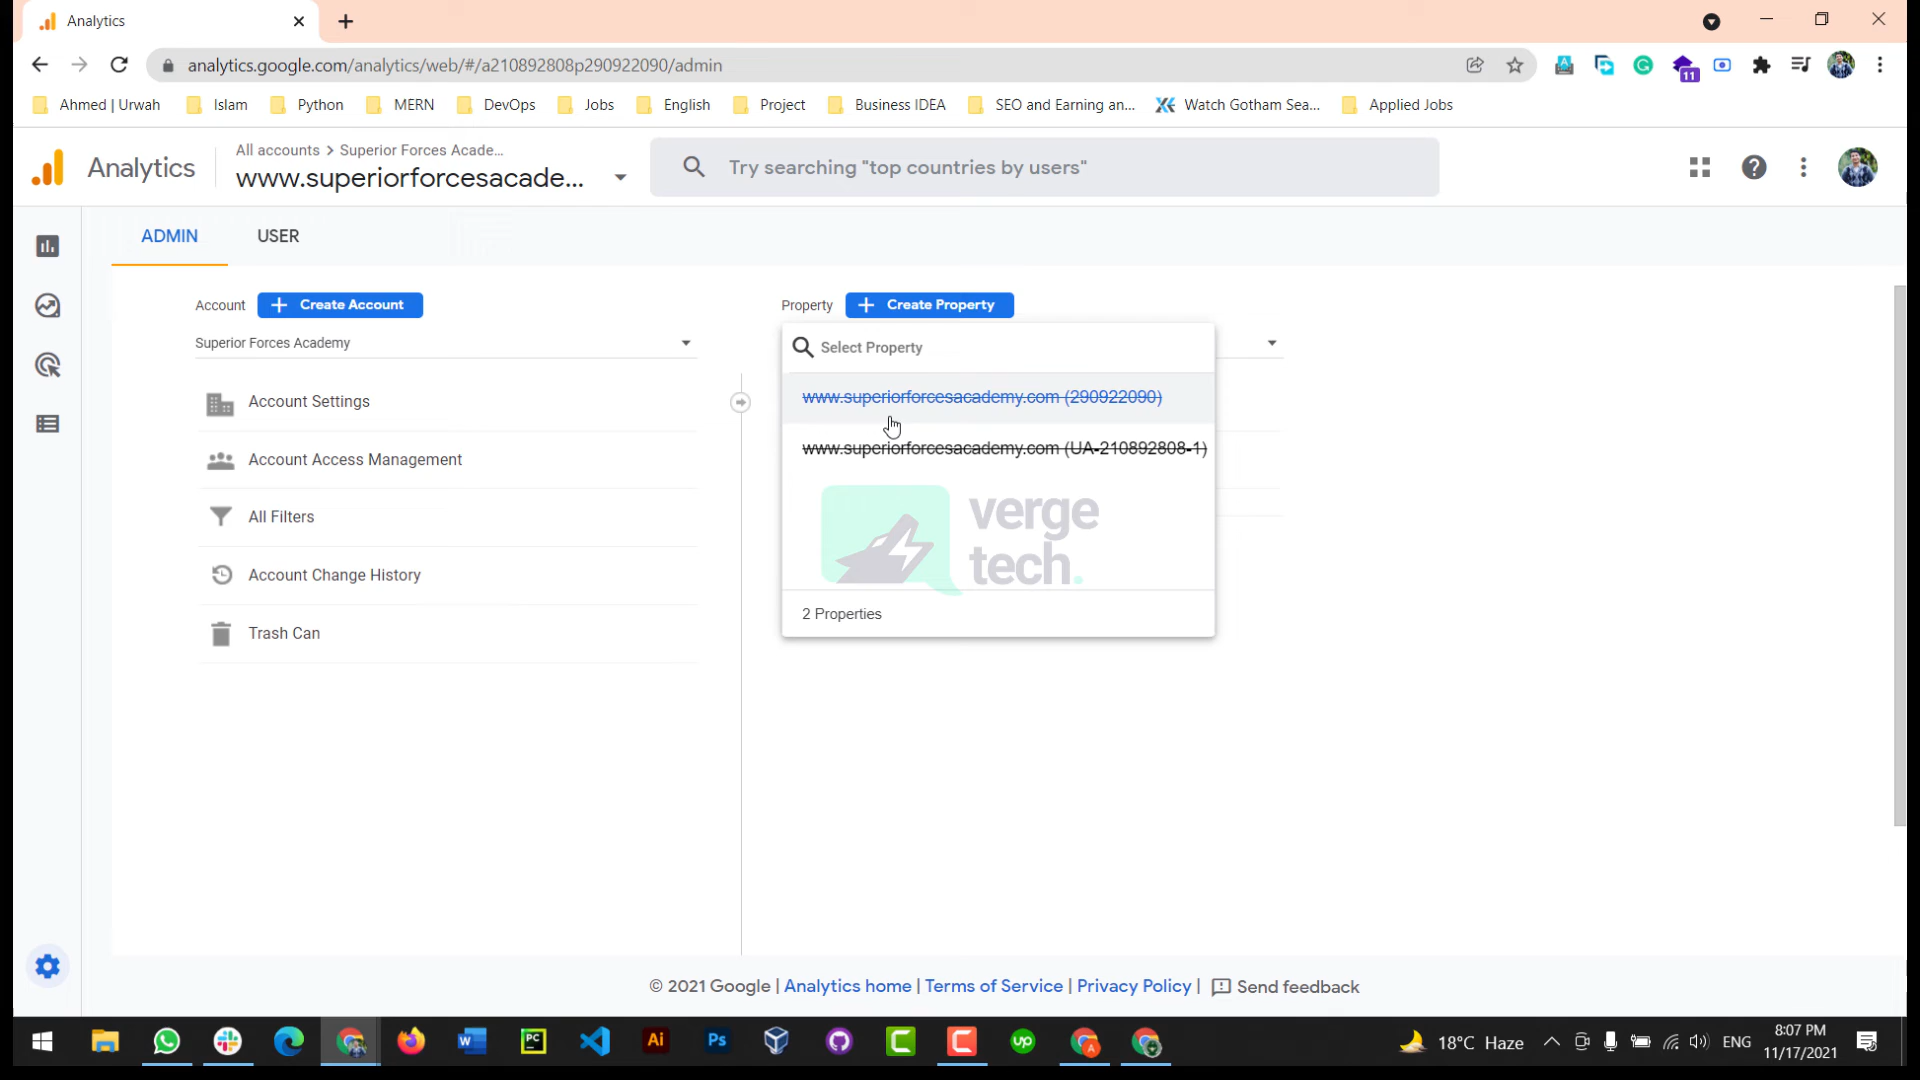 Analytics
analytics.google.com/analytics/web/#/a210892808p290922090/admin
11
Ahmed | Urwah
Islam
Python
MERN
DevOps
Jobs
English
Project
Business IDEA
SEO and Earning an...
Watch Gotham Sea...
Applied Jobs
Analytics
All accounts > Superior Forces Acade...
www.superiorforcesacade...
Try searching "top countries by users"
ADMIN
USER
Account
Create Account
Superior Forces Academy
Account Settings
Account Access Management
All Filters
Account Change History
Trash Can
Property
Create Property
Select Property
www.superiorforcesacademy.com (290922090)
www.superiorforcesacademy.com (UA-210892808-1)
verge
tech.
2 Properties
© 2021 Google | Analytics home | Terms of Service | Privacy Policy | Send feedback
W
PC
Ai
Ps
C
C
up
A
18°C Haze
ENG
8:07 PM
11/17/2021